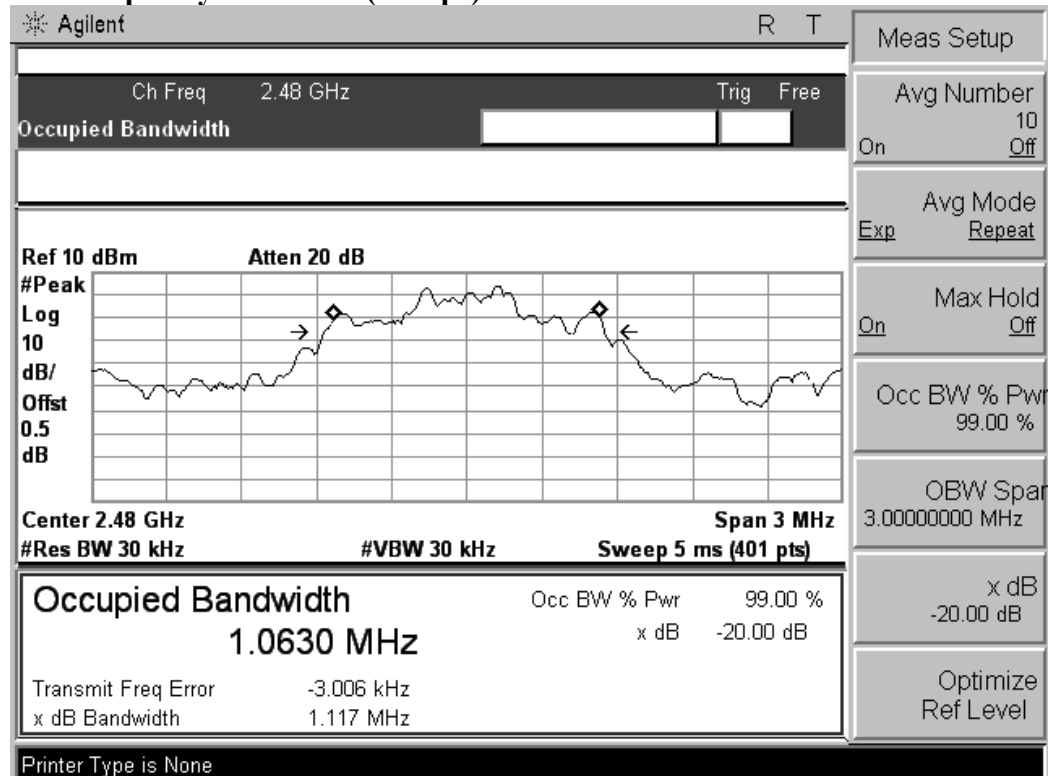 Agilent R T
Meas Setup
Ch Freq 2.48 GHz Trig Free
Occupied Bandwidth
Avg Number
10
On Off
Avg Mode
Exp Repeat
Max Hold
On Off
Occ BW % Pwr
99.00 %
OBW Span
3.00000000 MHz
x dB
-20.00 dB
Optimize
Ref Level
Ref 10 dBm Atten 20 dB
#Peak
Log
10
dB/
Offst
0.5
dB
Center 2.48 GHz Span 3 MHz
#Res BW 30 kHz #VBW 30 kHz Sweep 5 ms (401 pts)
Occupied Bandwidth
1.0630 MHz
Occ BW % Pwr 99.00 %
x dB -20.00 dB
Transmit Freq Error -3.006 kHz
x dB Bandwidth 1.117 MHz
Printer Type is None